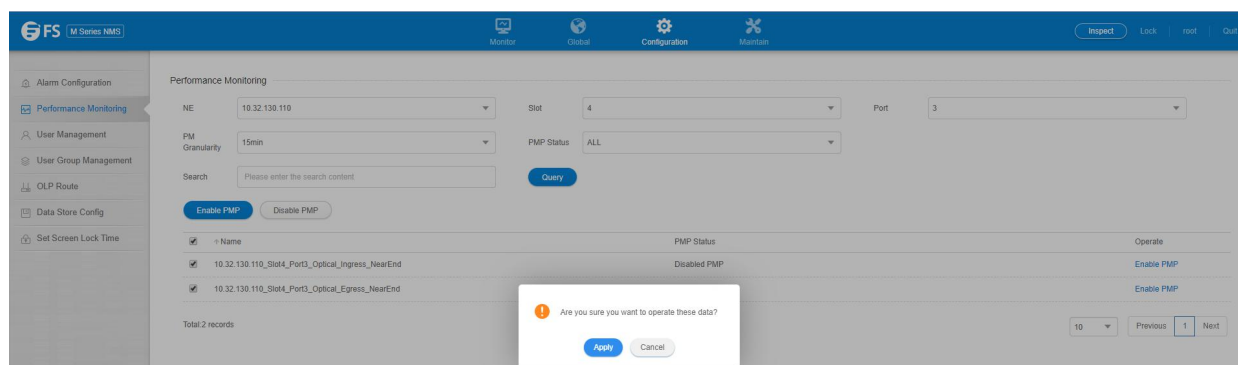 FS M Series NMS Monitor Global Configuration Maintain Inspect Lock root Quit
Alarm Configuration
Performance Monitoring
User Management
User Group Management
OLP Route
Data Store Config
Set Screen Lock Time
Performance Monitoring
NE 10.32.130.110 Slot 4 Port 3
PM Granularity 15min PMP Status ALL
Search Please enter the search content Query
Enable PMP Disable PMP
Name PMP Status Operate
10.32.130.110_Slot4_Port3_Optical_Ingress_NearEnd Disabled PMP Enable PMP
10.32.130.110_Slot4_Port3_Optical_Egress_NearEnd Enable PMP
Total:2 records 10 Previous 1 Next
Are you sure you want to operate these data?
Apply Cancel